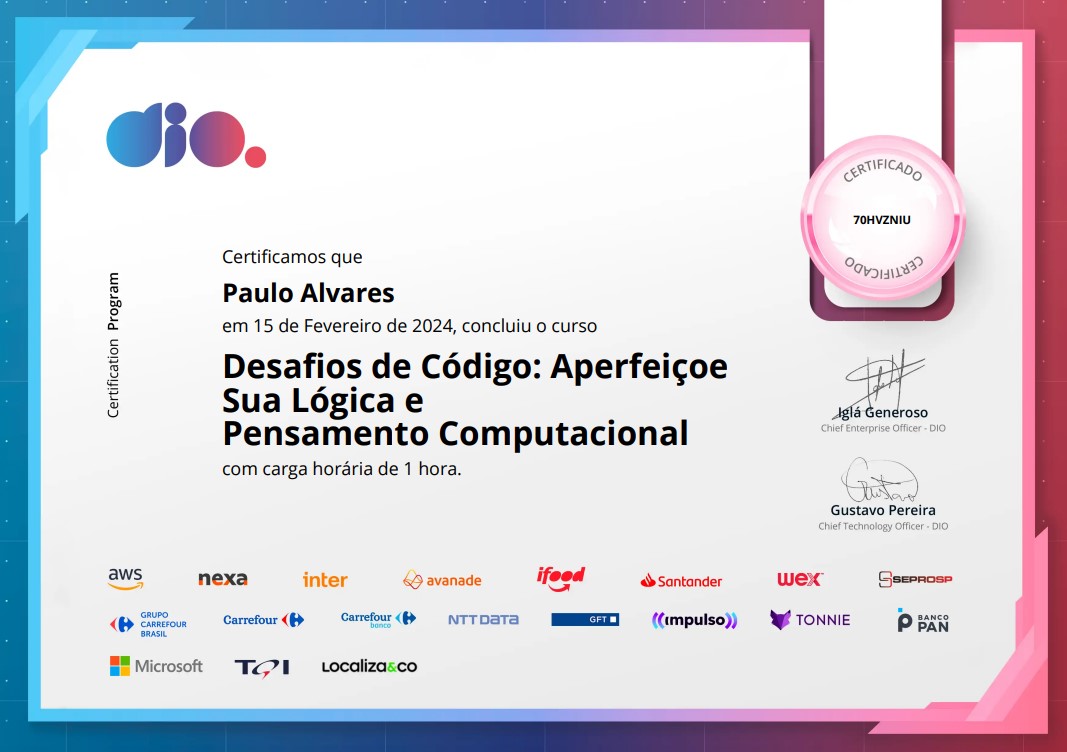 dio.
CERTIFICADO
70HVZNIU
CERTIFICADO
Certification Program
Certificamos que
Paulo Alvares
em 15 de Fevereiro de 2024, concluiu o curso
Desafios de Código: Aperfeiçoe
Sua Lógica e
Pensamento Computacional
com carga horária de 1 hora.
Iglá Generoso
Chief Enterprise Officer - DIO
Gustavo
Gustavo Pereira
Chief Technology Officer - DIO
aws nexa inter avanade ifood Santander wex SEPROSP
GRUPO
CARREFOUR
BRASIL
Carrefour Carrefour
banco
NTT DATA GFT impulso TONNIE BANCO
PAN
Microsoft TQI Localiza&co